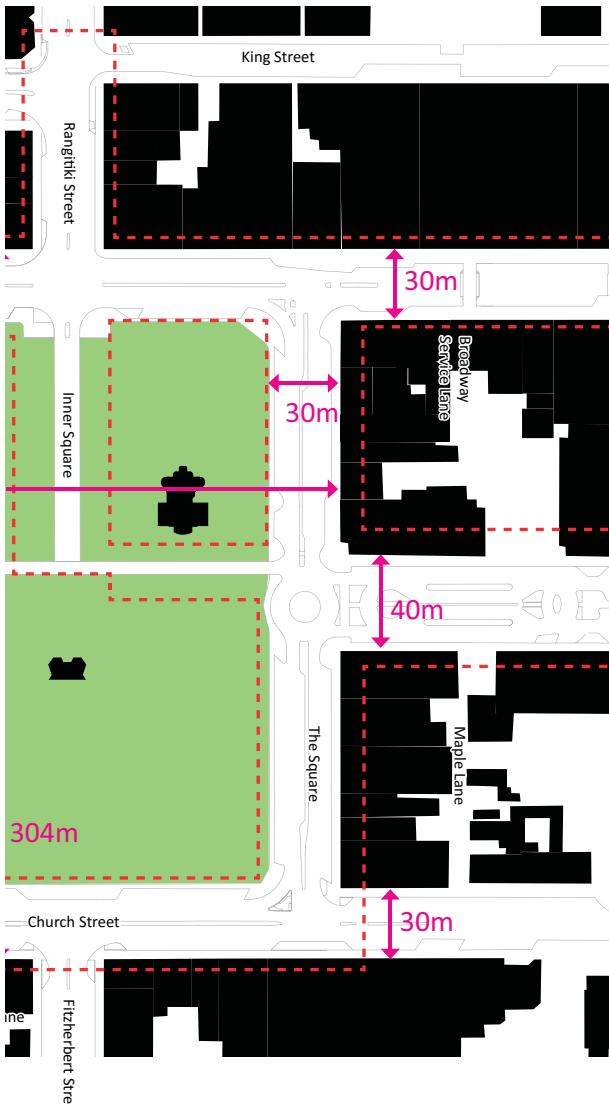 King Street
Rangitiki Street
30m
Broadway
Service Lane
Inner Square
30m
40m
The Square
Maple Lane
304m
Church Street
30m
ane
Fitzherbert Stre